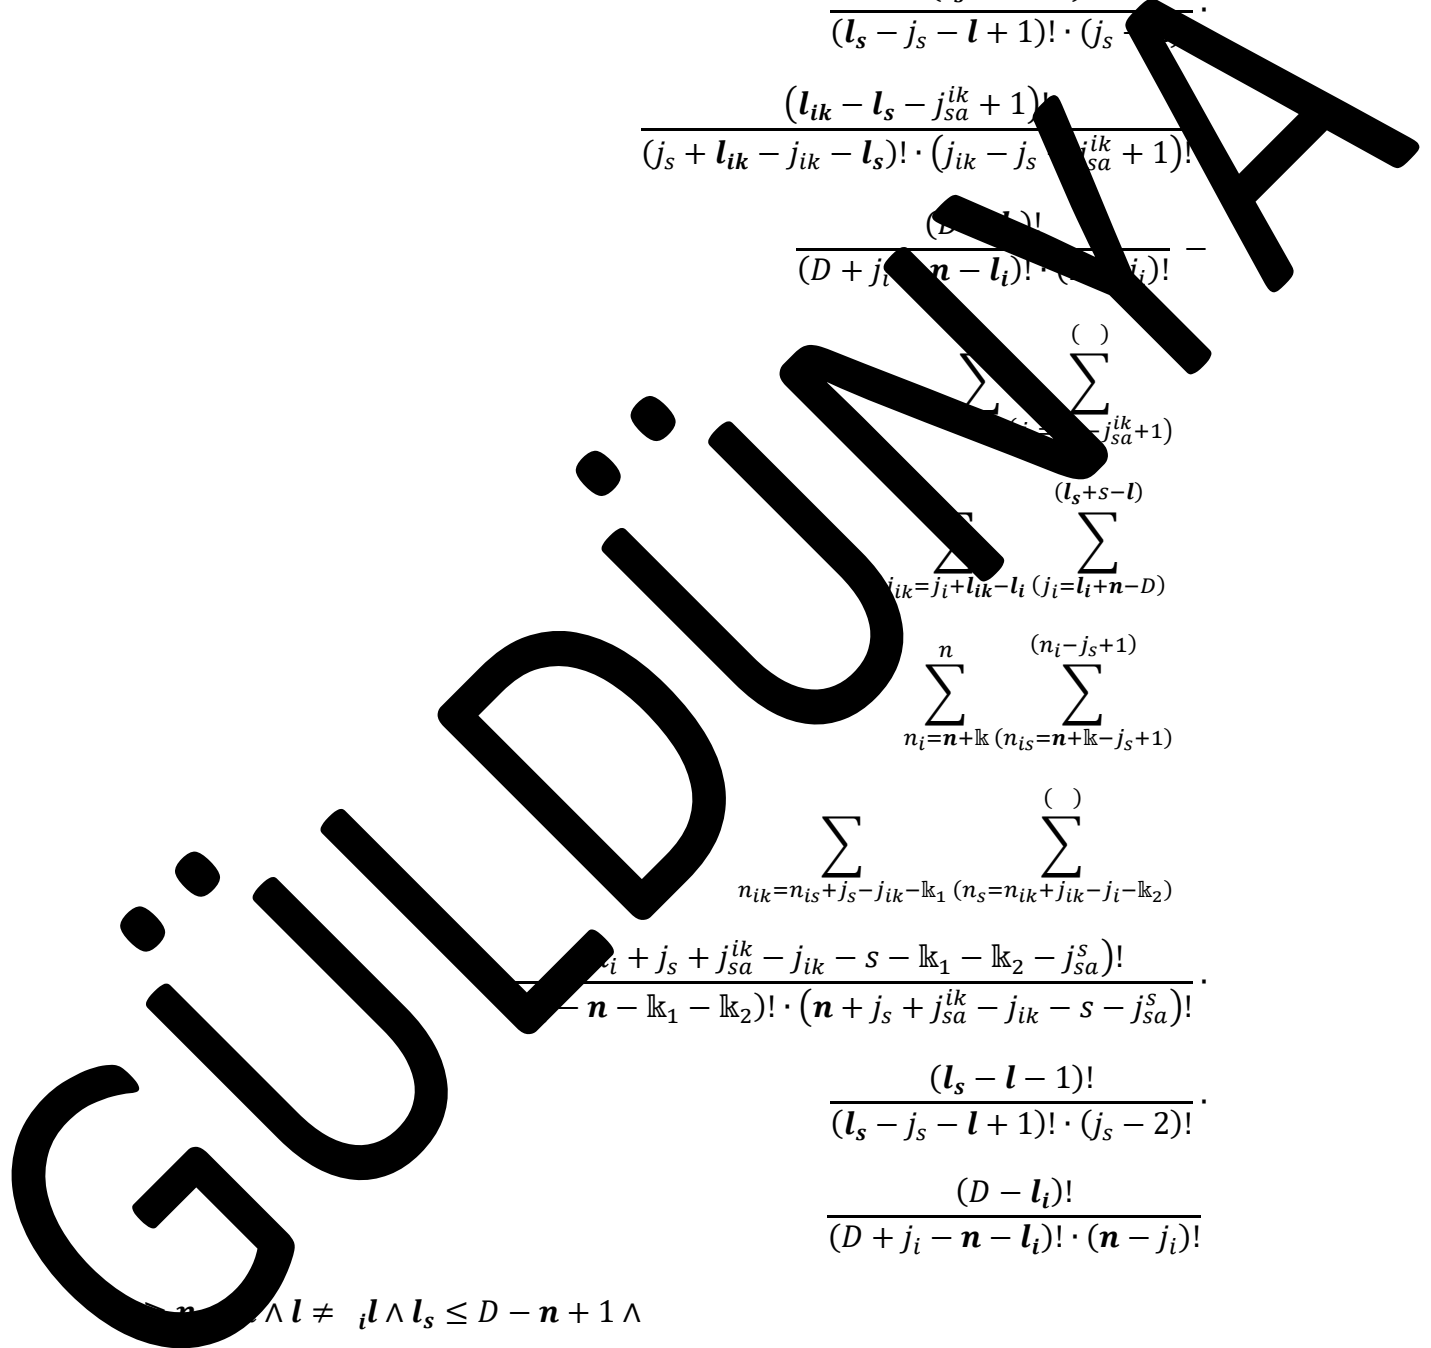 (l_s − j_s − l + 1)! · (j_s −
(l_ik − l_s − j_sa^ik + 1)!
(j_s + l_ik − j_ik − l_s)! · (j_ik − j_s j_sa^ik + 1)!
(D )!
(D + j_i n − l_i)! · ( j_i)! −
( )
∑ ∑
−j_sa^ik+1)
(l_s+s−l)
∑ ∑
j_ik=j_i+l_ik−l_i (j_i=l_i+n−D)
n (n_i−j_s+1)
∑ ∑
n_i=n+𝕜 (n_is=n+𝕜−j_s+1)
( )
∑ ∑
n_ik=n_is+j_s−j_ik−𝕜_1 (n_s=n_ik+j_ik−j_i−𝕜_2)
_i + j_s + j_sa^ik − j_ik − s − 𝕜_1 − 𝕜_2 − j_sa^s)!
− n − 𝕜_1 − 𝕜_2)! · (n + j_s + j_sa^ik − j_ik − s − j_sa^s)! ·
(l_s − l − 1)!
(l_s − j_s − l + 1)! · (j_s − 2)! ·
(D − l_i)!
(D + j_i − n − l_i)! · (n − j_i)!
∧ l ≠ _il ∧ l_s ≤ D − n + 1 ∧
GÜLDÜNYA